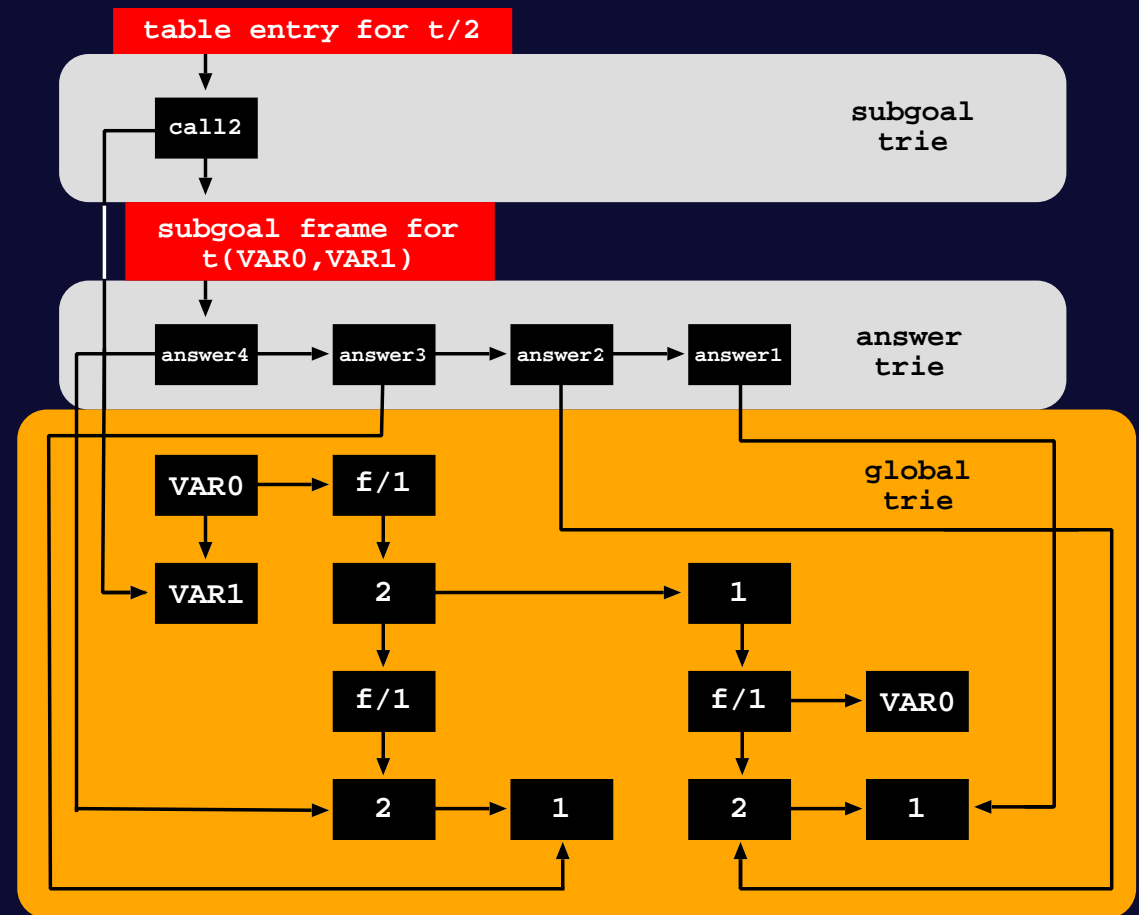 table entry for t/2
call2
subgoal
trie
subgoal frame for
t(VAR0,VAR1)
answer4
answer3
answer2
answer1
answer
trie
global
trie
VAR0
f/1
VAR1
2
1
f/1
f/1
VAR0
2
1
2
1